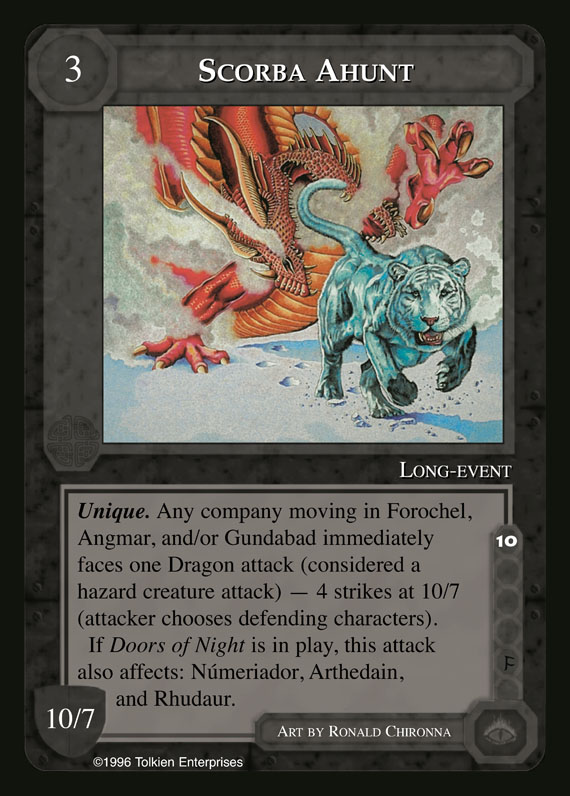 3
SCORBA AHUNT
LONG-EVENT
Unique. Any company moving in Forochel,
Angmar, and/or Gundabad immediately
faces one Dragon attack (considered a
hazard creature attack) — 4 strikes at 10/7
(attacker chooses defending characters).
If Doors of Night is in play, this attack
also affects: Númeriador, Arthedain,
and Rhudaur.
10
10/7
ART BY RONALD CHIRONNA
©1996 Tolkien Enterprises